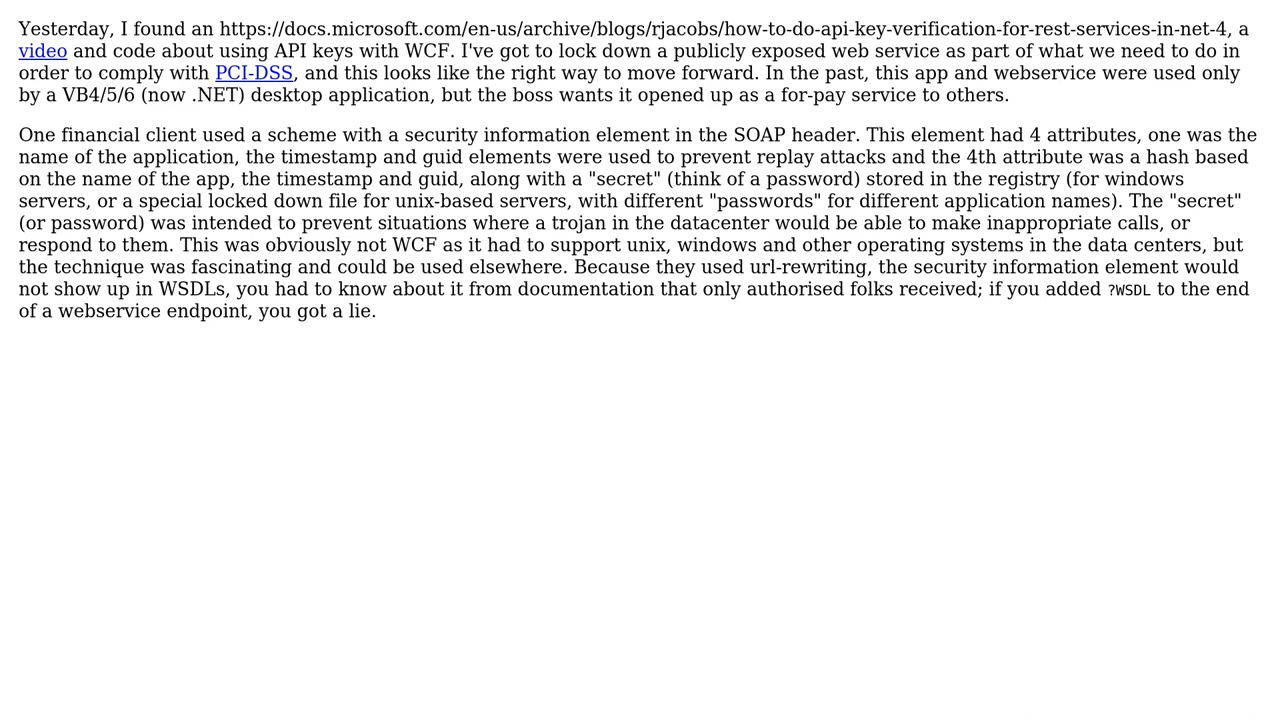 Yesterday, I found an https://docs.microsoft.com/en-us/archive/blogs/rjacobs/how-to-do-api-key-verification-for-rest-services-in-net-4, a
video and code about using API keys with WCF. I've got to lock down a publicly exposed web service as part of what we need to do in
order to comply with PCI-DSS, and this looks like the right way to move forward. In the past, this app and webservice were used only
by a VB4/5/6 (now .NET) desktop application, but the boss wants it opened up as a for-pay service to others.
One financial client used a scheme with a security information element in the SOAP header. This element had 4 attributes, one was the
name of the application, the timestamp and guid elements were used to prevent replay attacks and the 4th attribute was a hash based
on the name of the app, the timestamp and guid, along with a "secret" (think of a password) stored in the registry (for windows
servers, or a special locked down file for unix-based servers, with different "passwords" for different application names). The "secret"
(or password) was intended to prevent situations where a trojan in the datacenter would be able to make inappropriate calls, or
respond to them. This was obviously not WCF as it had to support unix, windows and other operating systems in the data centers, but
the technique was fascinating and could be used elsewhere. Because they used url-rewriting, the security information element would
not show up in WSDLs, you had to know about it from documentation that only authorised folks received; if you added ?WSDL to the end
of a webservice endpoint, you got a lie.